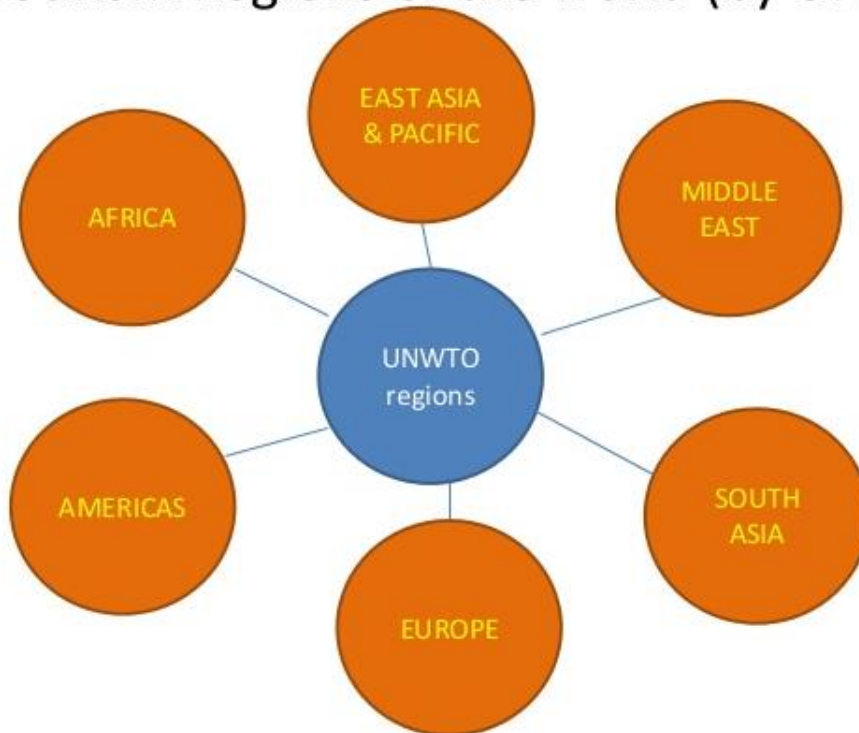 EAST ASIA
& PACIFIC
AFRICA
MIDDLE
EAST
UNWTO
regions
AMERICAS
SOUTH
ASIA
EUROPE